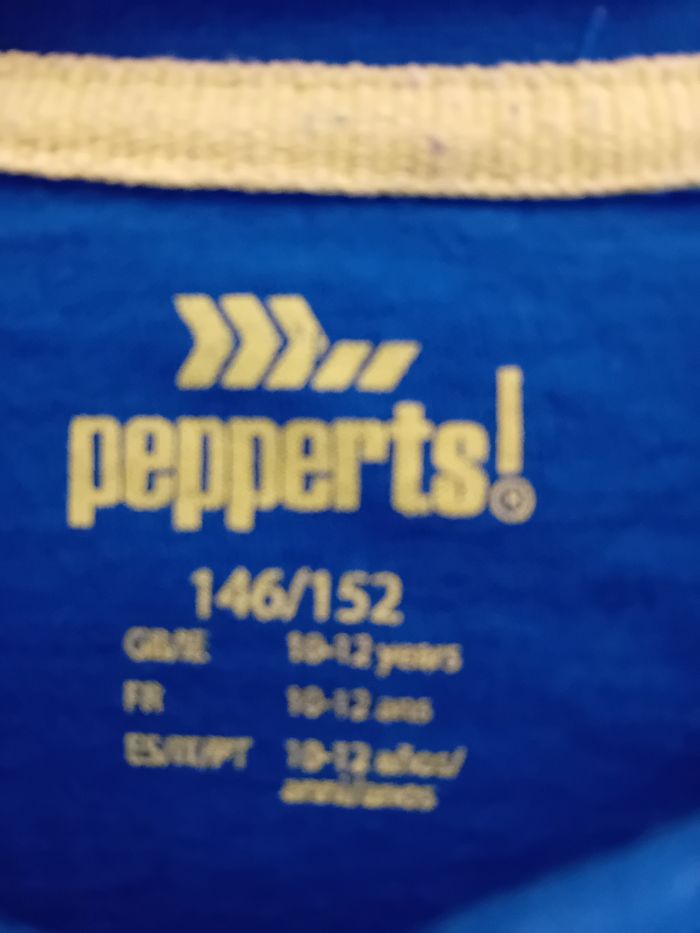 pepperts!
146/152
GB/IE 10-12 years
FR 10-12 ans
ES/IT/PT 10-12 años/
anni/anos